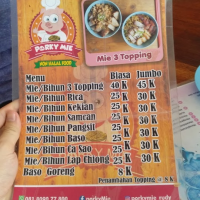 PORKY MIE
NON HALAL FOOD
Mie 3 Topping
Menu Biasa Jumbo
Mie/Bihun 3 Topping 40 K 45 K
Mie/Bihun Rica 25 K 30 K
Mie/Bihun Kekian 25 K 30 K
Mie/Bihun Samcan 25 K 30 K
Mie/Bihun Pangsit 25 K 30 K
Mie/Bihun Baso 25 K 30 K
Mie/Bihun Ca Sao 25 K 30 K
Mie/Bihun Lap Chiong 25 K 30 K
Baso Goreng 8 K
Penambahan Topping @ 8 K